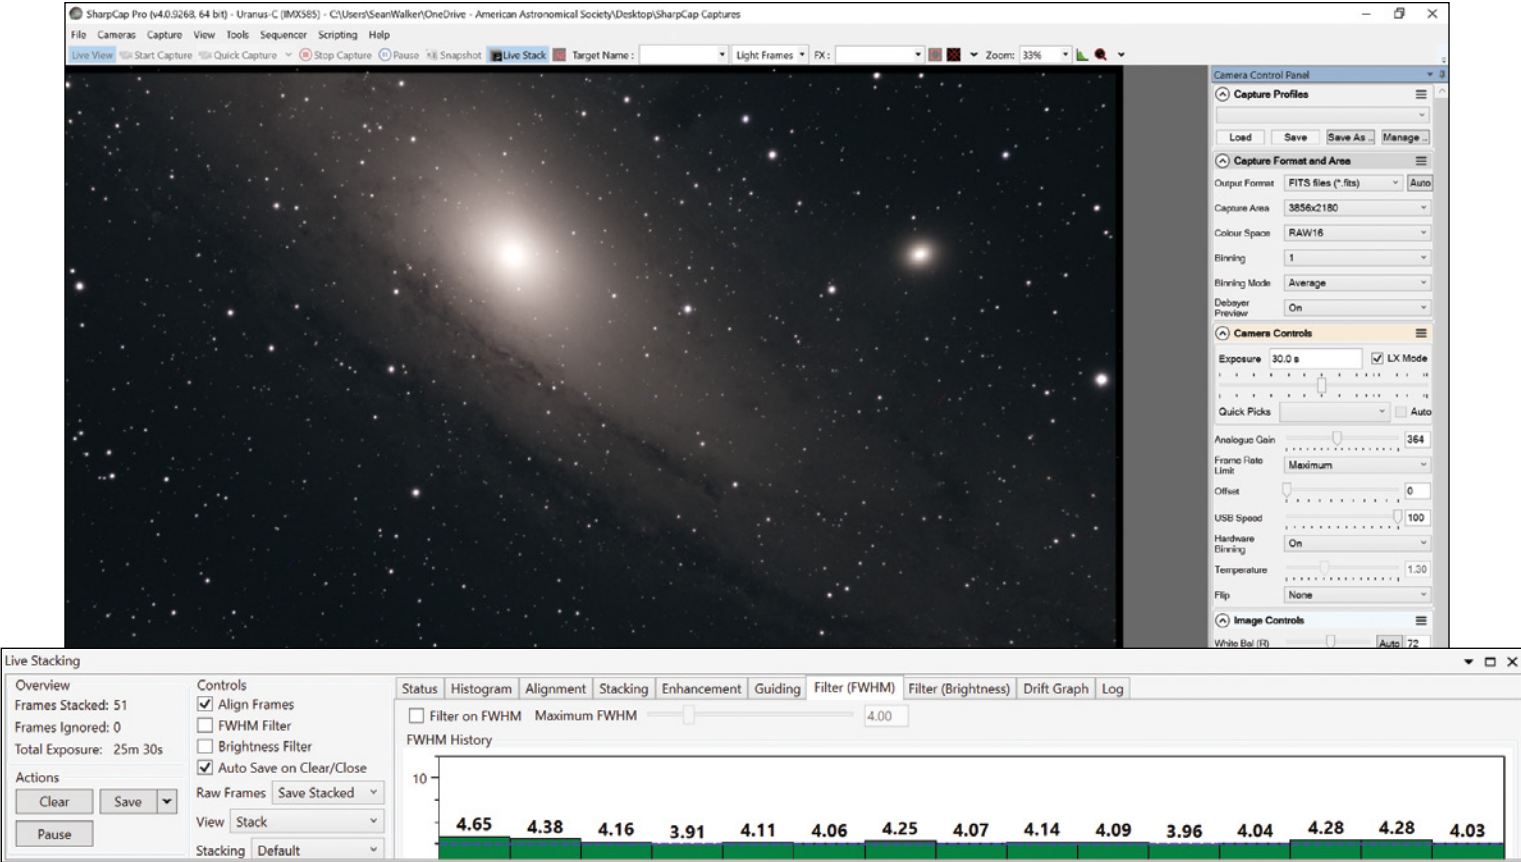 SharpCap Pro (v4.0.9268, 64 bit) - Uranus-C (IMX585) - C:\Users\SeanWalker\OneDrive - American Astronomical Society\Desktop\SharpCap Captures
File Cameras Capture View Tools Sequencer Scripting Help
Live View Start Capture Quick Capture Stop Capture Pause Snapshot Live Stack Target Name : Light Frames FX : Zoom: 33%
Camera Control Panel
Capture Profiles
Load Save Save As .. Manage ..
Capture Format and Area
Output Format FITS files (*.fits) Auto
Capture Area 3856x2180
Colour Space RAW16
Binning 1
Binning Mode Average
Debayer Preview On
Camera Controls
Exposure 30.0 s LX Mode
Quick Picks Auto
Analogue Gain 364
Frame Rate Limit Maximum
Offset 0
USB Speed 100
Hardware Binning On
Temperature 1.30
Flip None
Image Controls
White Bal (R) Auto 72
Live Stacking
Overview
Frames Stacked: 51
Frames Ignored: 0
Total Exposure: 25m 30s
Actions
Clear Save
Pause
Controls
Align Frames
FWHM Filter
Brightness Filter
Auto Save on Clear/Close
Raw Frames Save Stacked
View Stack
Stacking Default
Status Histogram Alignment Stacking Enhancement Guiding Filter (FWHM) Filter (Brightness) Drift Graph Log
Filter on FWHM Maximum FWHM 4.00
FWHM History
10
4.65 4.38 4.16 3.91 4.11 4.06 4.25 4.07 4.14 4.09 3.96 4.04 4.28 4.28 4.03